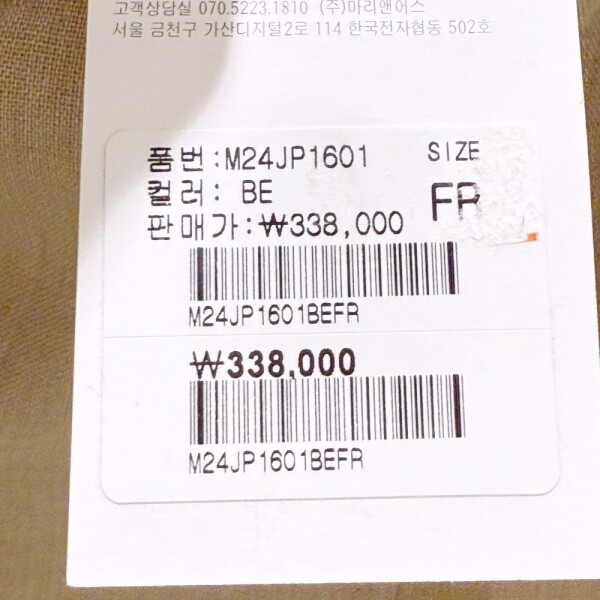 고객상담실 070.5223.1810 (주)마리앤어스
서울 금천구 가산디지털2로 114 한국전자협동 502호
품번:M24JP1601 SIZE
컬러: BE FR
판매가:₩338,000
M24JP1601BEFR
₩338,000
M24JP1601BEFR